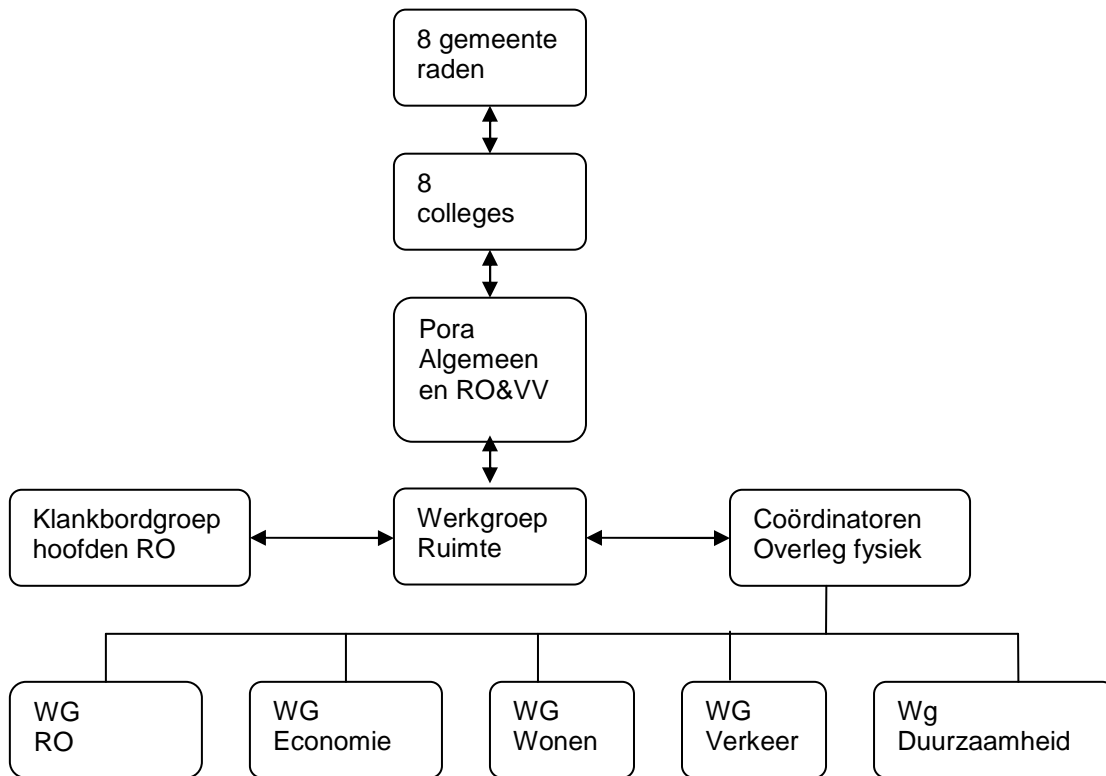 8 gemeente
raden
8
colleges
Pora
Algemeen
en RO&VV
Klankbordgroep
hoofden RO
Werkgroep
Ruimte
Coördinatoren
Overleg fysiek
WG
RO
WG
Economie
WG
Wonen
WG
Verkeer
Wg
Duurzaamheid